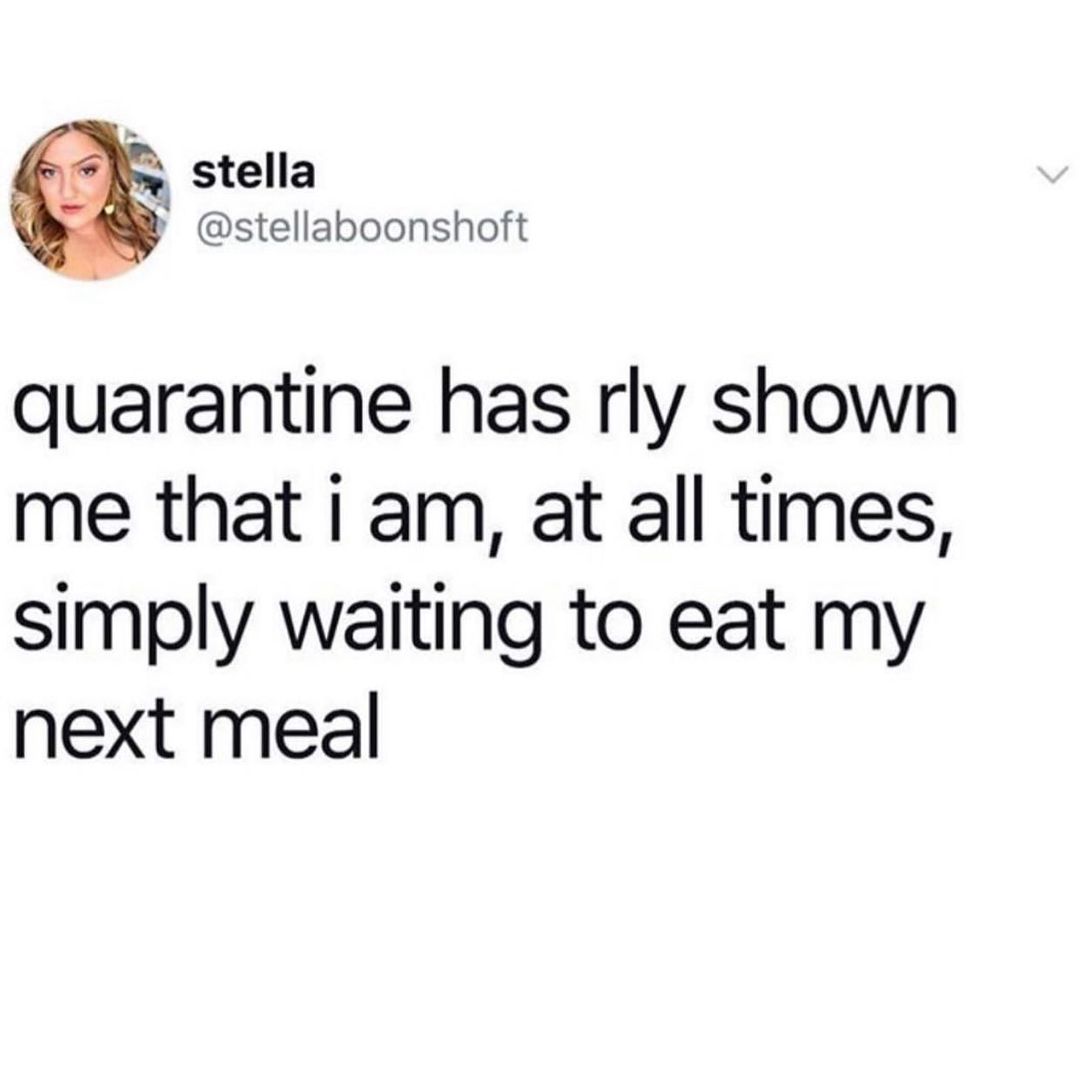 stella
@stellaboonshoft
quarantine has rly shown
me that i am, at all times,
simply waiting to eat my
next meal